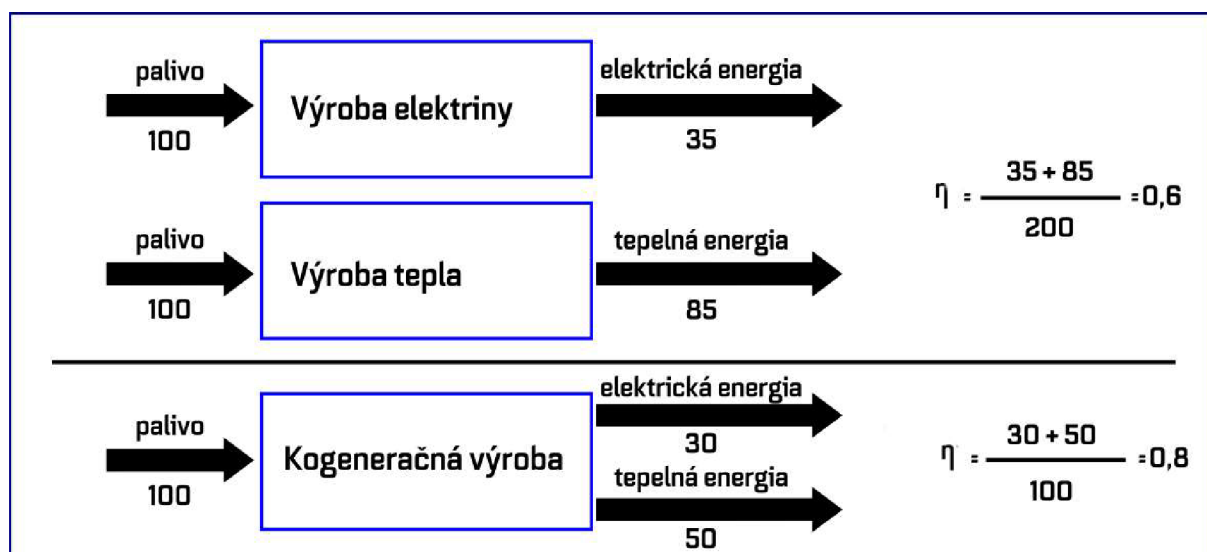 palivo
100
Výroba elektriny
elektrická energia
35
palivo
100
Výroba tepla
tepelná energia
85
η = 35 + 85 / 200 = 0,6
palivo
100
Kogeneračná výroba
elektrická energia
30
tepelná energia
50
η = 30 + 50 / 100 = 0,8